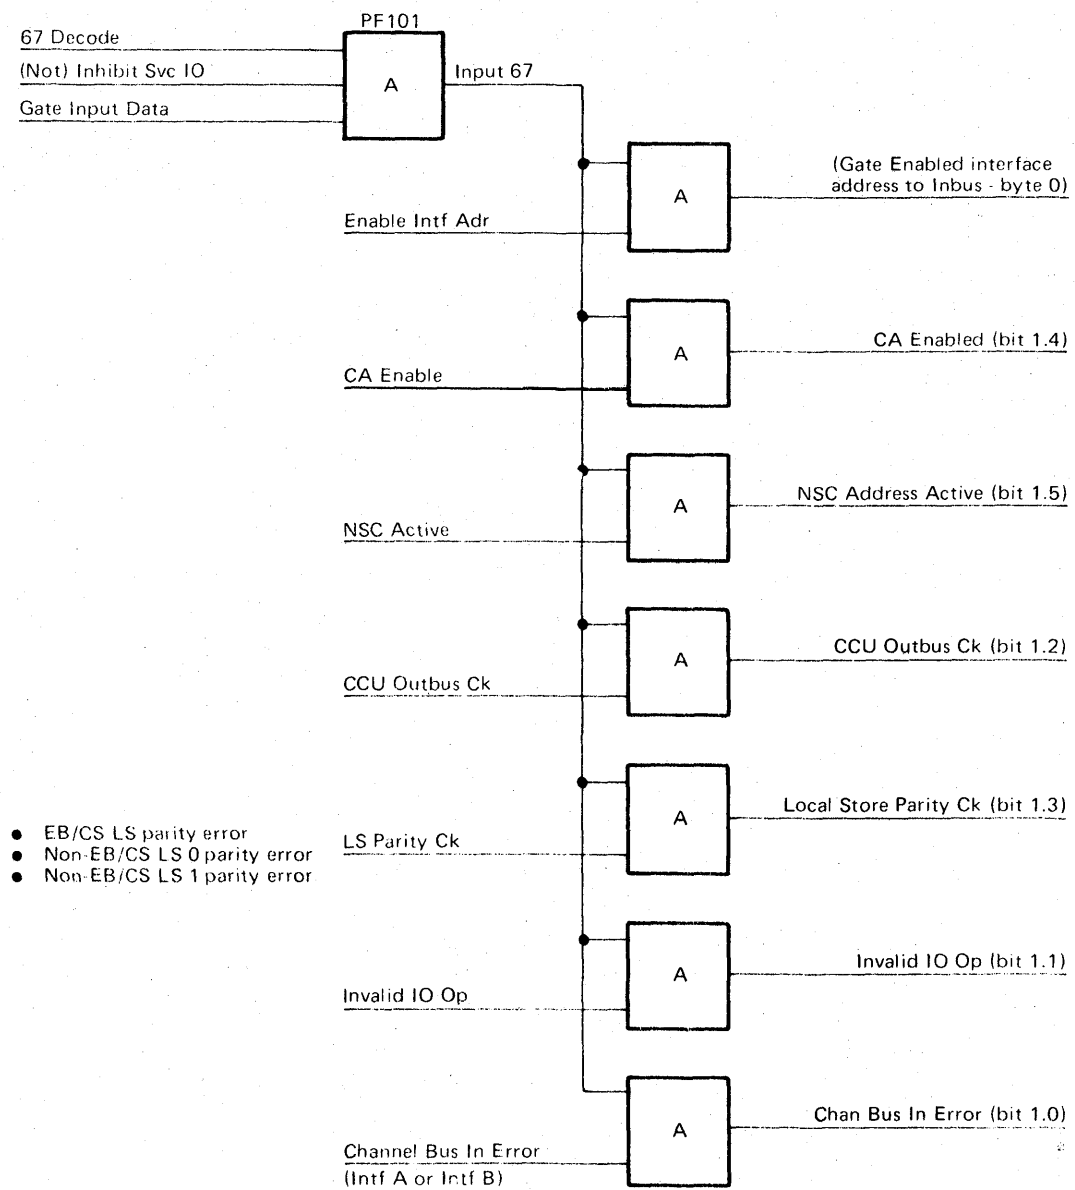 PF101
67 Decode
(Not) Inhibit Svc IO
A
Input 67
Gate Input Data
(Gate Enabled interface
address to Inbus - byte 0)
A
Enable Intf Adr
CA Enabled (bit 1.4)
A
CA Enable
NSC Address Active (bit 1.5)
A
NSC Active
CCU Outbus Ck (bit 1.2)
A
CCU Outbus Ck
Local Store Parity Ck (bit 1.3)
A
● EB/CS LS parity error
LS Parity Ck
● Non-EB/CS LS 0 parity error
● Non-EB/CS LS 1 parity error
Invalid IO Op (bit 1.1)
A
Invalid IO Op
Chan Bus In Error (bit 1.0)
A
Channel Bus In Error
(Intf A or Intf B)